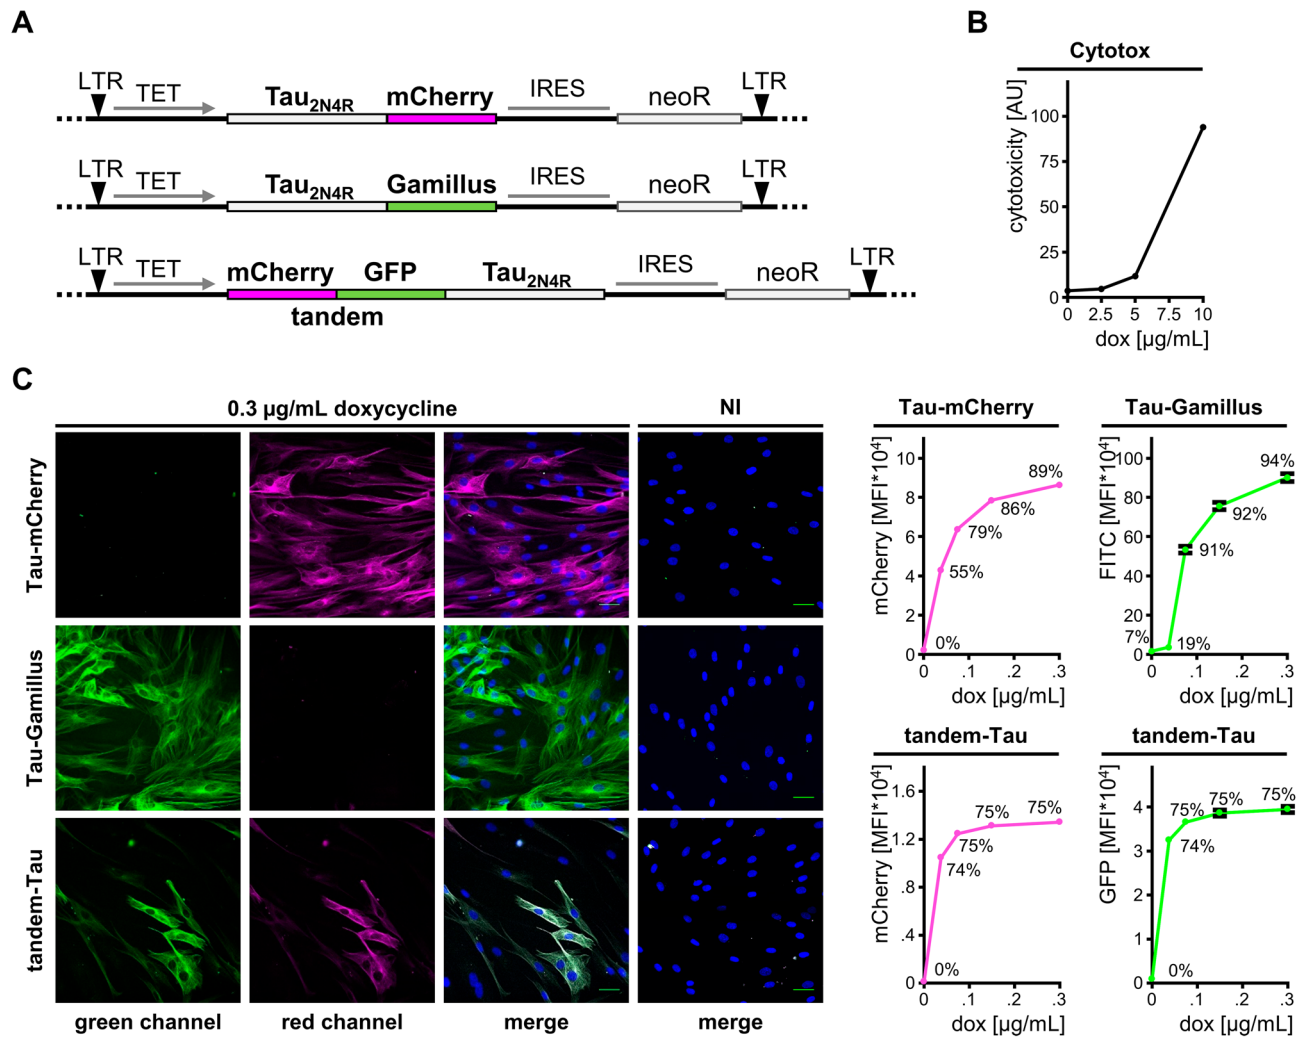 A
LTR TET Tau2N4R mCherry IRES neoR LTR
LTR TET Tau2N4R Gamillus IRES neoR LTR
LTR TET mCherry GFP Tau2N4R IRES neoR LTR
tandem
B
Cytotox
cytotoxicity [AU]
100
75
50
25
0
0 2.5 5 7.5 10
dox [µg/mL]
C
0.3 µg/mL doxycycline
NI
Tau-mCherry
Tau-Gamillus
tandem-Tau
green channel
red channel
merge
merge
Tau-mCherry
mCherry [MFI*10⁴]
10
8
6
4
2
0
0% 55% 79% 86% 89%
0 .1 .2 .3
dox [µg/mL]
Tau-Gamillus
FITC [MFI*10⁴]
100
80
60
40
20
0
7% 19% 91% 92% 94%
0 .1 .2 .3
dox [µg/mL]
tandem-Tau
mCherry [MFI*10⁴]
1.6
1.2
.8
.4
0
0% 74% 75% 75% 75%
0 .1 .2 .3
dox [µg/mL]
tandem-Tau
GFP [MFI*10⁴]
4
3
2
1
0
0% 74% 75% 75% 75%
0 .1 .2 .3
dox [µg/mL]